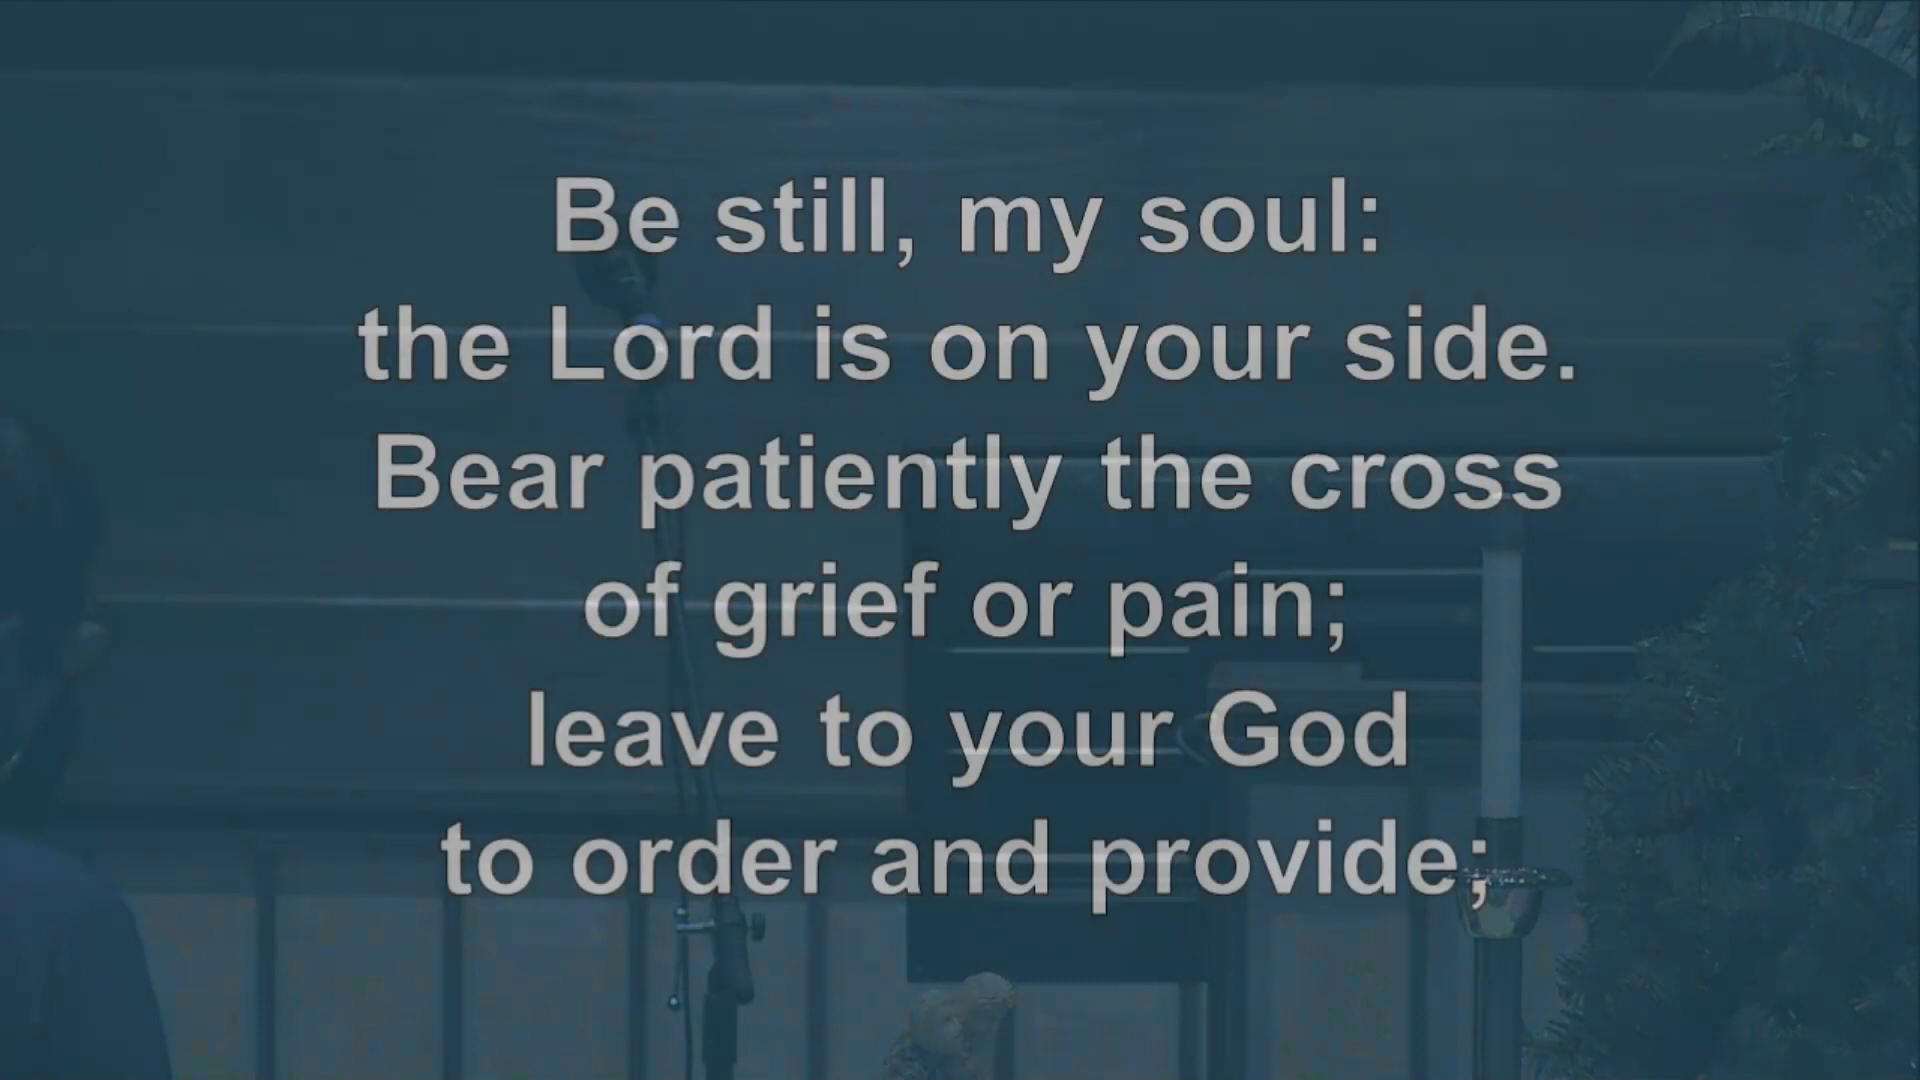 Be still, my soul:
the Lord is on your side.
Bear patiently the cross
of grief or pain;
leave to your God
to order and provide;